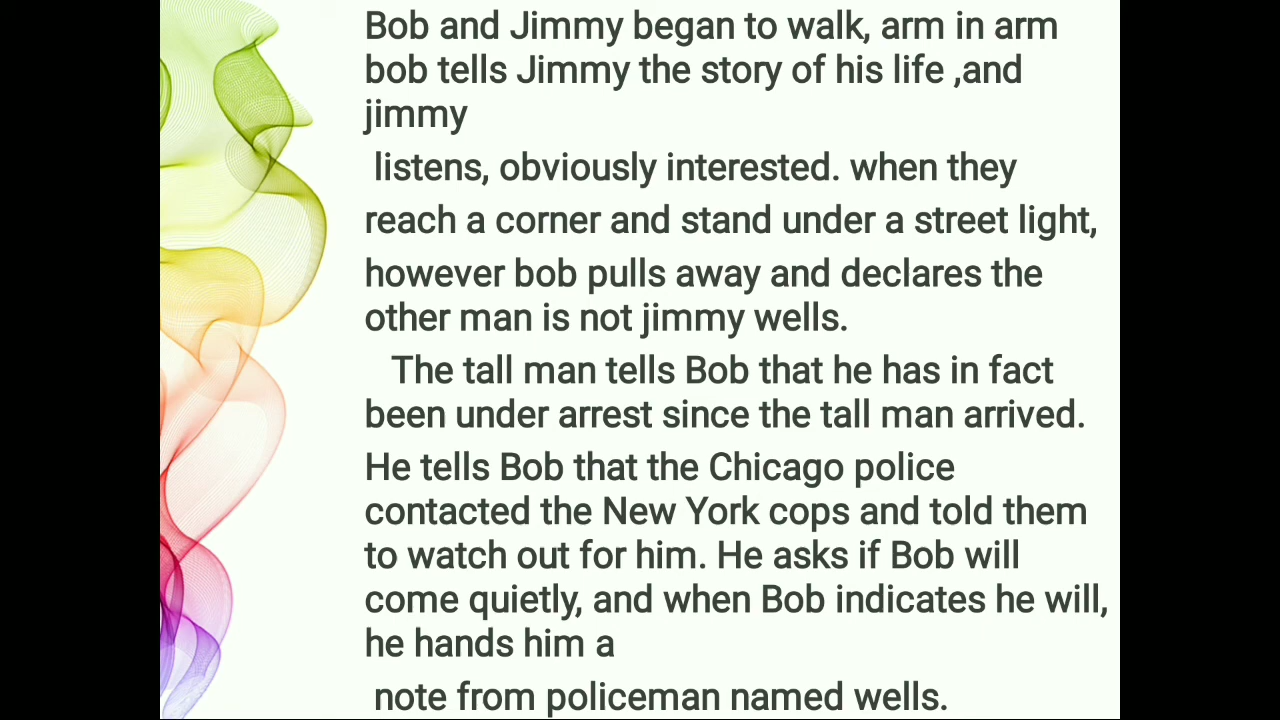 Bob and Jimmy began to walk, arm in arm
bob tells Jimmy the story of his life ,and
jimmy
listens, obviously interested. when they
reach a corner and stand under a street light,
however bob pulls away and declares the
other man is not jimmy wells.
The tall man tells Bob that he has in fact
been under arrest since the tall man arrived.
He tells Bob that the Chicago police
contacted the New York cops and told them
to watch out for him. He asks if Bob will
come quietly, and when Bob indicates he will,
he hands him a
note from policeman named wells.